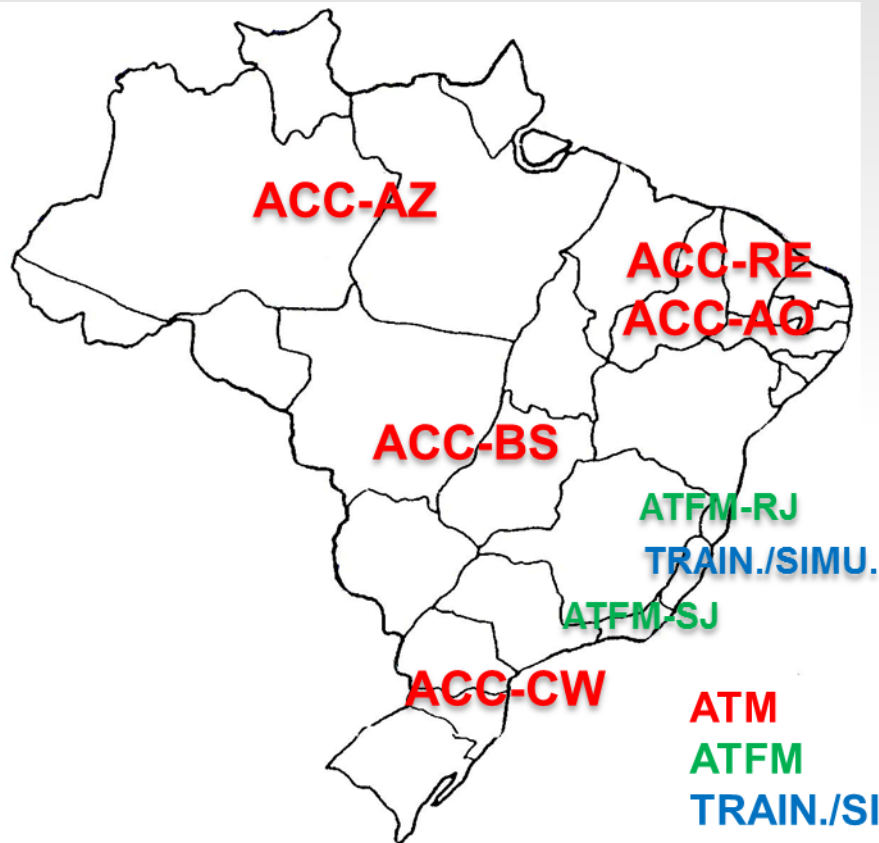 ACC-AZ
ACC-RE
ACC-AO
ACC-BS
ATFM-RJ
TRAIN./SIMU.
ATFM-SJ
ACC-CW
ATM
ATFM
TRAIN./SI